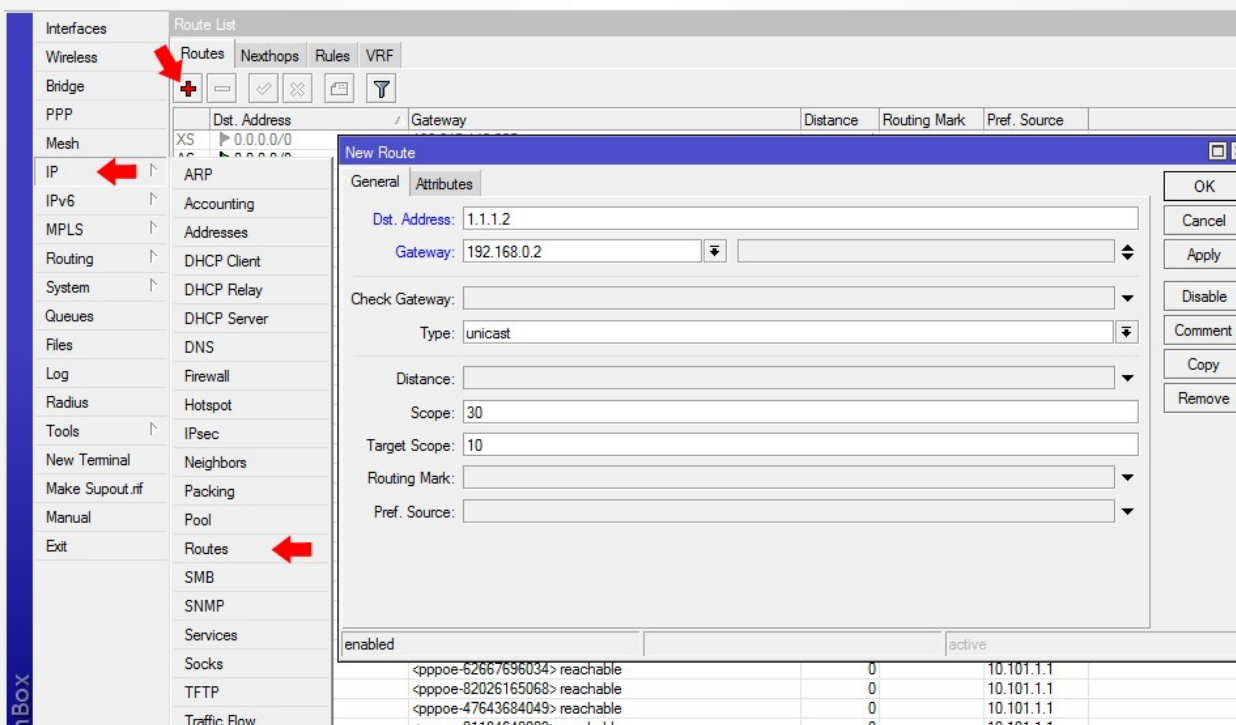 Interfaces
Wireless
Bridge
PPP
Mesh
IP
IPv6
MPLS
Routing
System
Queues
Files
Log
Radius
Tools
New Terminal
Make Supout.rif
Manual
Exit
ARP
Accounting
Addresses
DHCP Client
DHCP Relay
DHCP Server
DNS
Firewall
Hotspot
IPsec
Neighbors
Packing
Pool
Routes
SMB
SNMP
Services
Socks
TFTP
Traffic Flow
Route List
Routes Nexthops Rules VRF
Dst. Address Gateway Distance Routing Mark Pref. Source
XS 0.0.0.0/0
AS 0.0.0.0/0
New Route
General Attributes
Dst. Address: 1.1.1.2
Gateway: 192.168.0.2
Check Gateway:
Type: unicast
Distance:
Scope: 30
Target Scope: 10
Routing Mark:
Pref. Source:
OK
Cancel
Apply
Disable
Comment
Copy
Remove
enabled active
<pppoe-62667696034> reachable 0 10.101.1.1
<pppoe-82026165068> reachable 0 10.101.1.1
<pppoe-47643684049> reachable 0 10.101.1.1
nBox